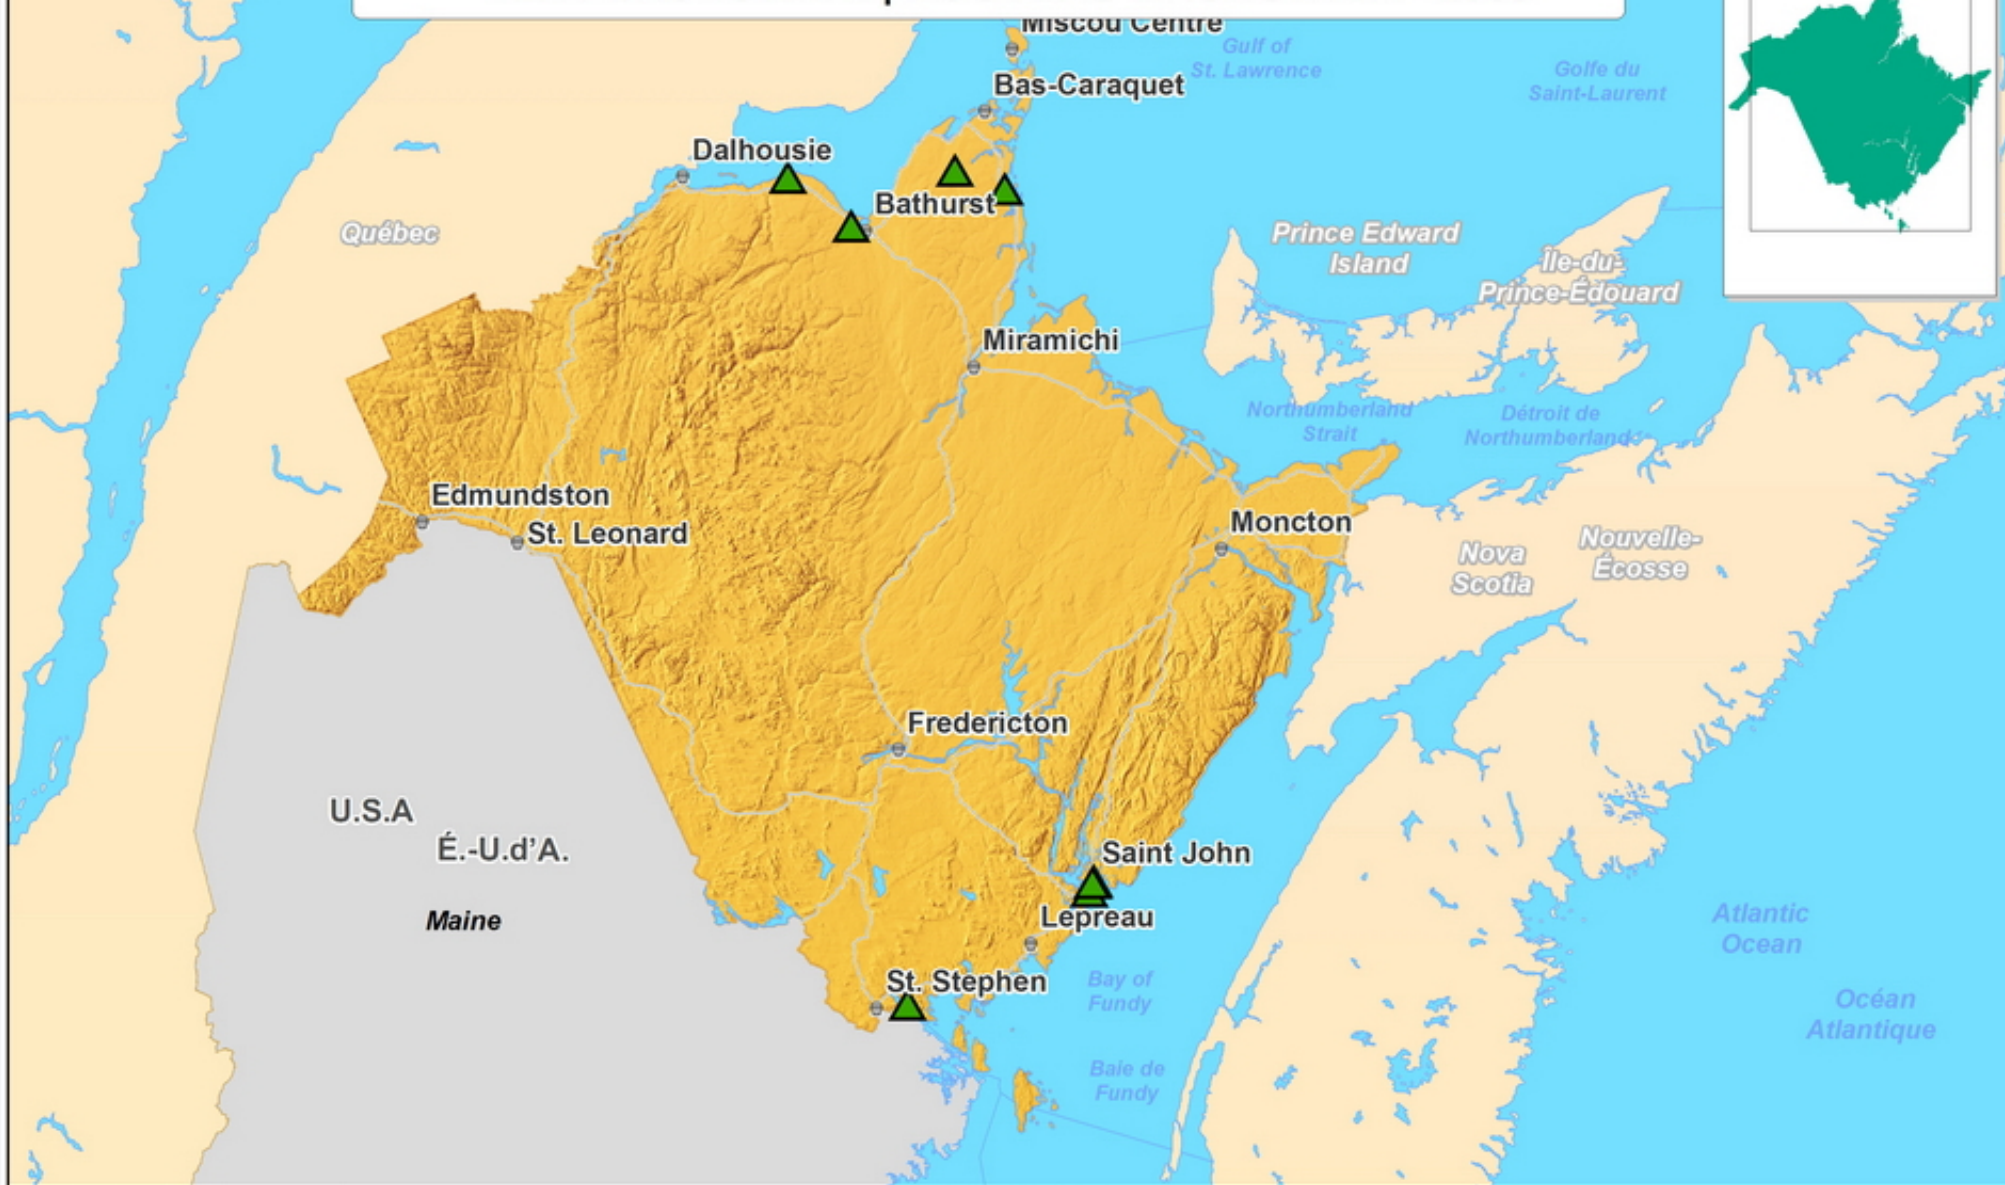 Miscou Centre
Gulf of
St. Lawrence
Golfe du
Saint-Laurent
Bas-Caraquet
Dalhousie
Bathurst
Québec
Prince Edward
Island
Île-du-
Prince-Édouard
Miramichi
Northumberland
Strait
Détroit de
Northumberland
Edmundston
St. Leonard
Moncton
Nova
Scotia
Nouvelle-
Écosse
Fredericton
U.S.A
É.-U.d'A.
Maine
Saint John
Lepreau
St. Stephen
Bay of
Fundy
Baie de
Fundy
Atlantic
Ocean
Océan
Atlantique